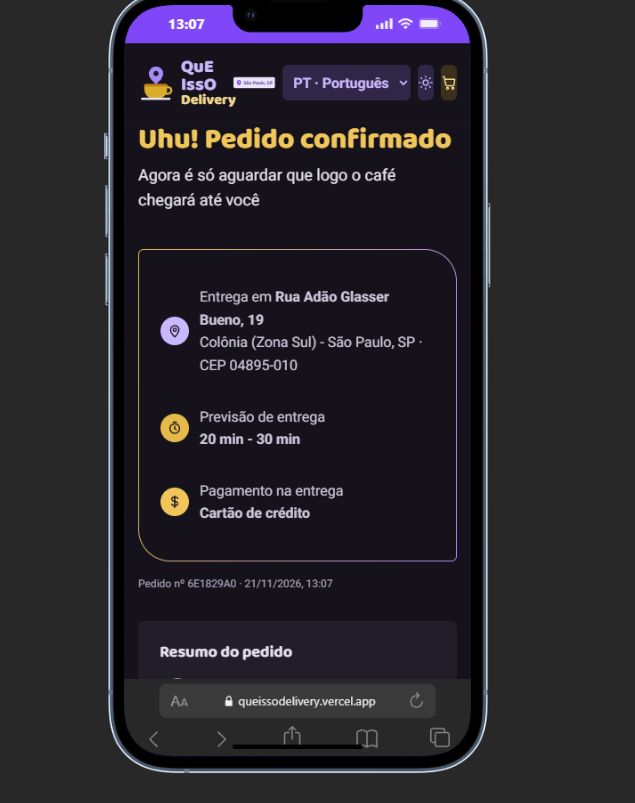 13:07
QuE
IssO
Delivery
São Paulo, SP
PT · Português
Uhu! Pedido confirmado
Agora é só aguardar que logo o café
chegará até você
Entrega em Rua Adão Glasser
Bueno, 19
Colônia (Zona Sul) - São Paulo, SP ·
CEP 04895-010
Previsão de entrega
20 min - 30 min
$
Pagamento na entrega
Cartão de crédito
Pedido nº 6E1829A0 · 21/11/2026, 13:07
Resumo do pedido
AA
queissodelivery.vercel.app